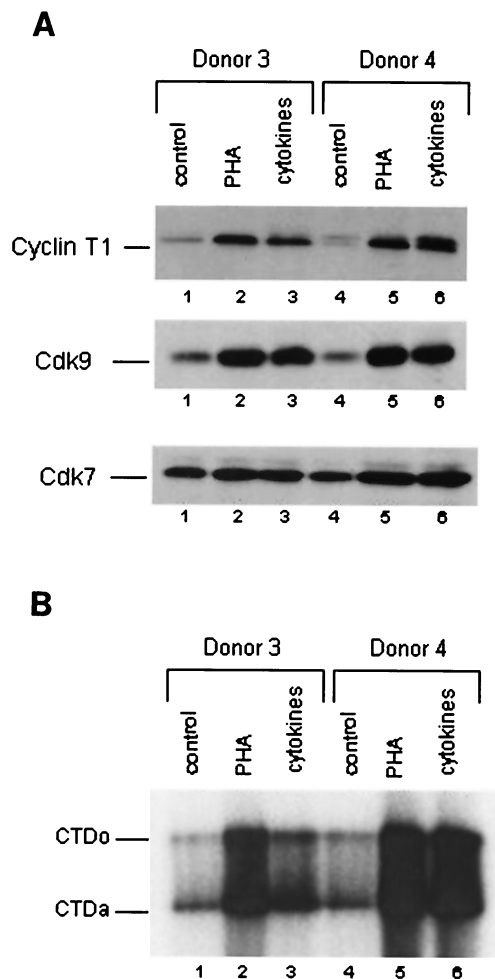 A
Donor 3 Donor 4
control PHA cytokines control PHA cytokines
Cyclin T1
1 2 3 4 5 6
Cdk9
1 2 3 4 5 6
Cdk7
1 2 3 4 5 6
B
Donor 3 Donor 4
control PHA cytokines control PHA cytokines
CTDo
CTDa
1 2 3 4 5 6